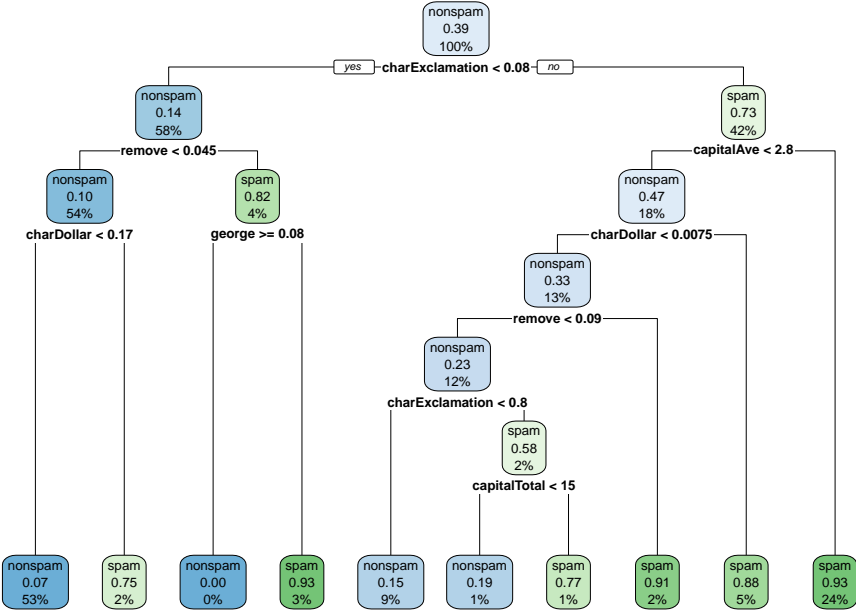 nonspam
0.39
100%
yes charExclamation < 0.08 no
nonspam
0.14
58%
spam
0.73
42%
remove < 0.045
capitalAve < 2.8
nonspam
0.10
54%
spam
0.82
4%
nonspam
0.47
18%
charDollar < 0.17
george >= 0.08
charDollar < 0.0075
nonspam
0.33
13%
remove < 0.09
nonspam
0.23
12%
charExclamation < 0.8
spam
0.58
2%
capitalTotal < 15
nonspam
0.07
53%
spam
0.75
2%
nonspam
0.00
0%
spam
0.93
3%
nonspam
0.15
9%
nonspam
0.19
1%
spam
0.77
1%
spam
0.91
2%
spam
0.88
5%
spam
0.93
24%